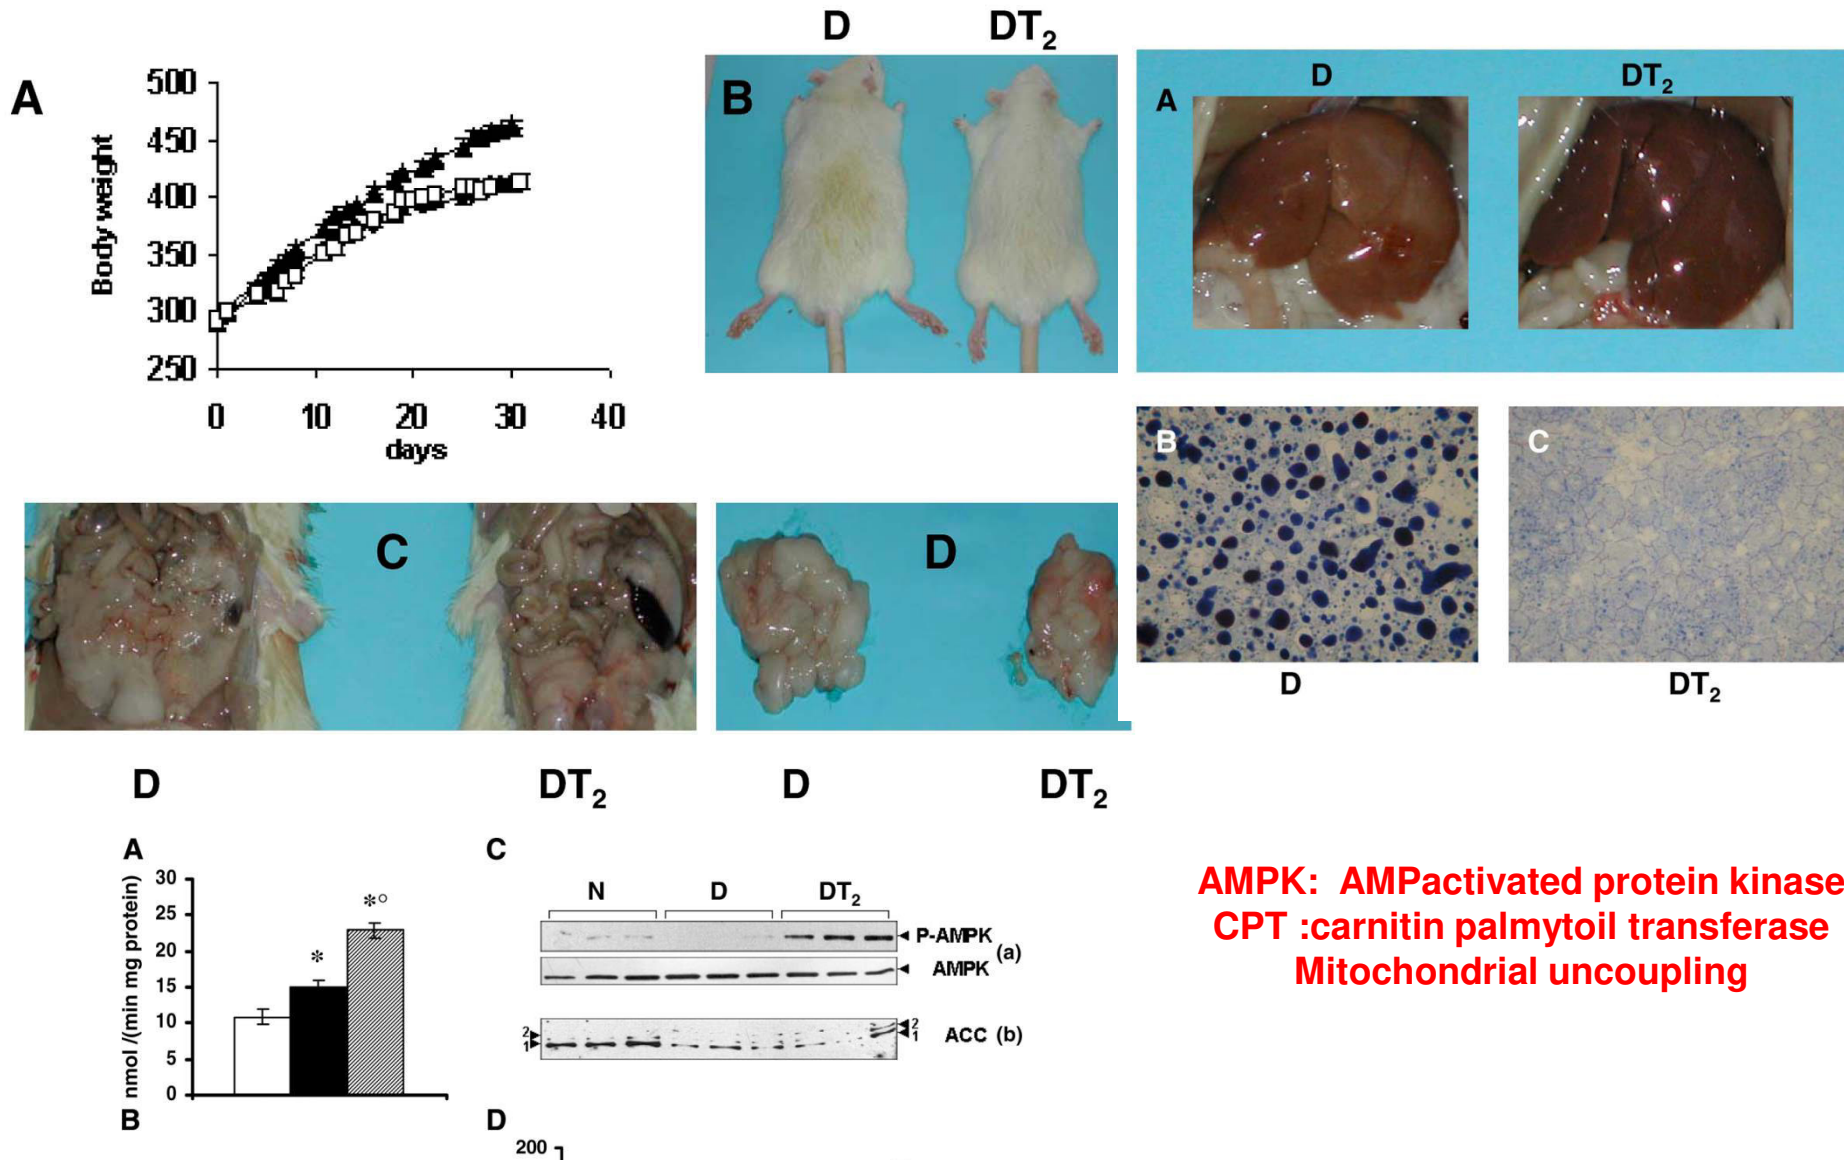 D DT2
A
500
450
400
350
300
250
Body weight
0 10 20 30 40
days
B
A
D DT2
B
C
D DT2
C
D
D DT2 D DT2
A
30
25
20
15
10
5
0
nmol /(min mg protein)
*
*°
B
C
N D DT2
P-AMPK
(a)
AMPK
2
1
2
1
ACC (b)
D
200
AMPK: AMPactivated protein kinase
CPT :carnitin palmytoil transferase
Mitochondrial uncoupling